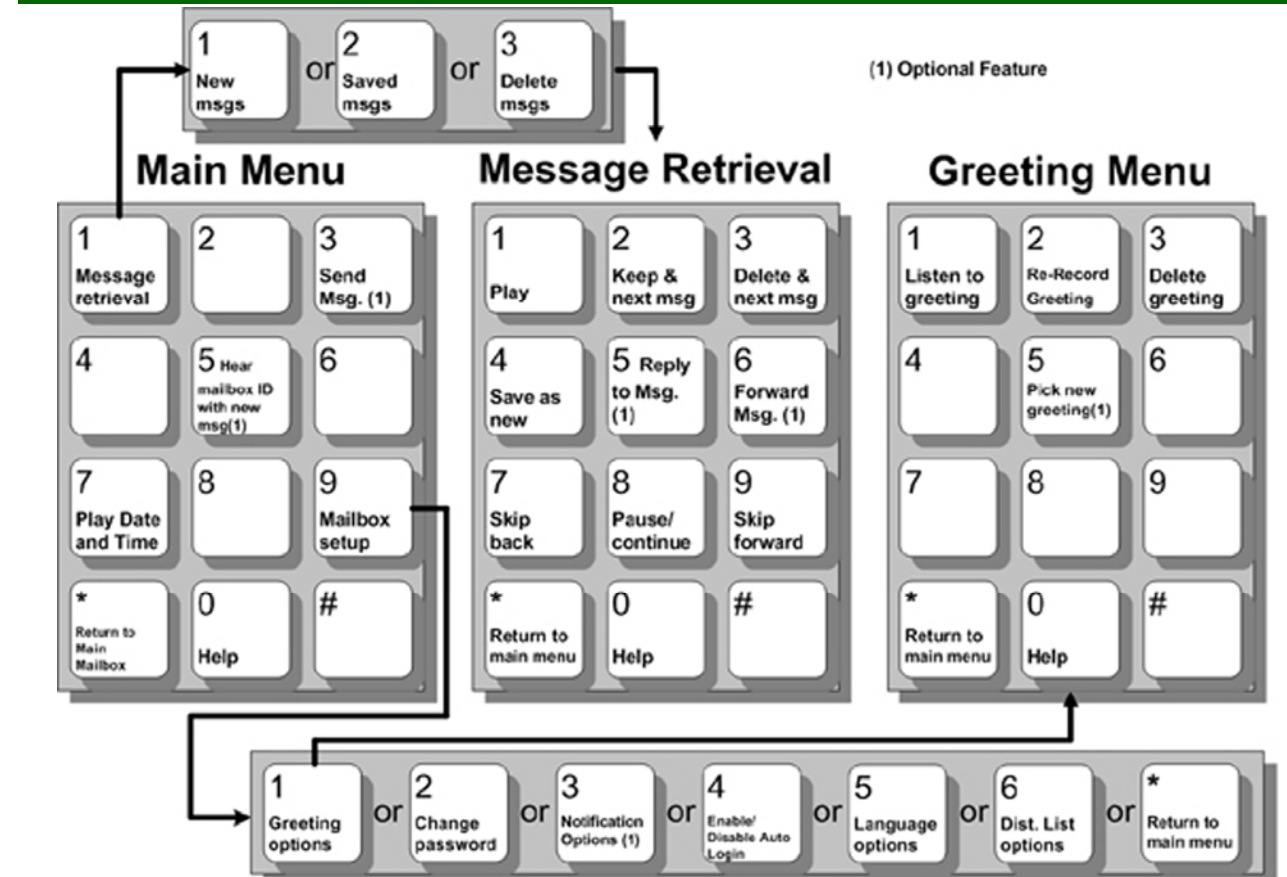 1
New
msgs
or
2
Saved
msgs
or
3
Delete
msgs
(1) Optional Feature
Main Menu
1
Message
retrieval
2
3
Send
Msg. (1)
4
5 Hear
mailbox ID
with new
msg(1)
6
7
Play Date
and Time
8
9
Mailbox
setup
*
Return to
Main
Mailbox
0
Help
#
Message Retrieval
1
Play
2
Keep &
next msg
3
Delete &
next msg
4
Save as
new
5 Reply
to Msg.
(1)
6
Forward
Msg. (1)
7
Skip
back
8
Pause/
continue
9
Skip
forward
*
Return to
main menu
0
Help
#
Greeting Menu
1
Listen to
greeting
2
Re-Record
Greeting
3
Delete
greeting
4
5
Pick new
greeting(1)
6
7
8
9
*
Return to
main menu
0
Help
#
1
Greeting
options
or
2
Change
password
or
3
Notification
Options (1)
or
4
Enable/
Disable Auto
Login
or
5
Language
options
or
6
Dist. List
options
or
*
Return to
main menu